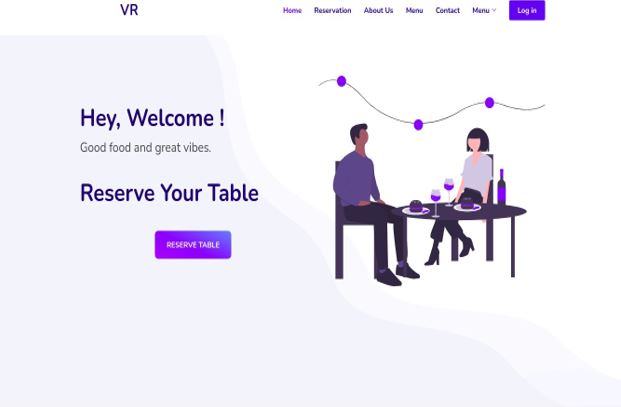 VR
Home Reservation About Us Menu Contact Menu Log in
Hey, Welcome !
Good food and great vibes.
Reserve Your Table
RESERVE TABLE